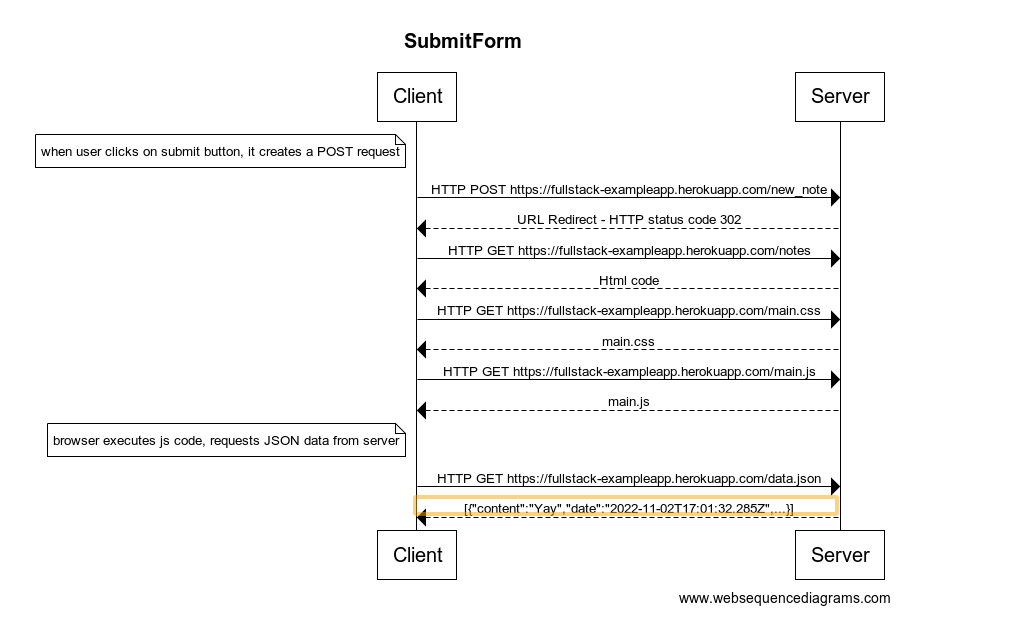 SubmitForm
Client
Server
when user clicks on submit button, it creates a POST request
HTTP POST https://fullstack-exampleapp.herokuapp.com/new_note
URL Redirect - HTTP status code 302
HTTP GET https://fullstack-exampleapp.herokuapp.com/notes
Html code
HTTP GET https://fullstack-exampleapp.herokuapp.com/main.css
main.css
HTTP GET https://fullstack-exampleapp.herokuapp.com/main.js
main.js
browser executes js code, requests JSON data from server
HTTP GET https://fullstack-exampleapp.herokuapp.com/data.json
[{"content":"Yay","date":"2022-11-02T17:01:32.285Z",...}]
Client
Server
www.websequencediagrams.com